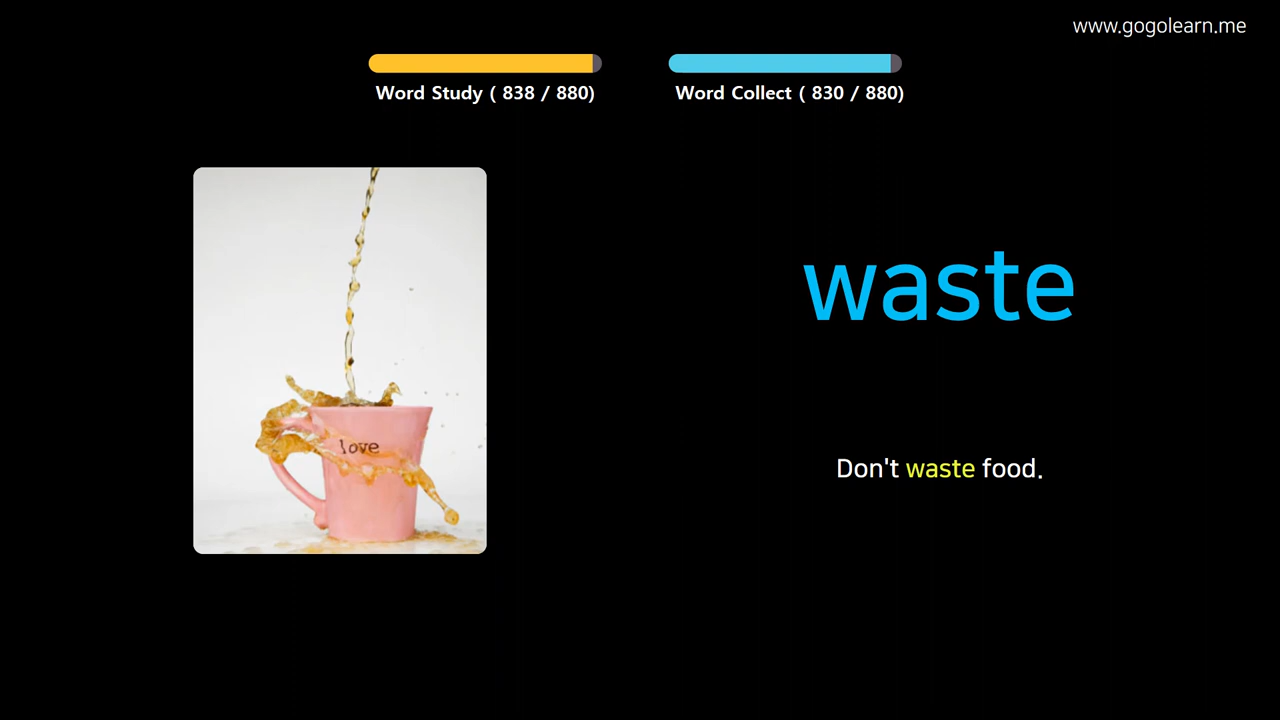 www.gogolearn.me
Word Study ( 838 / 880)
Word Collect ( 830 / 880)
love
waste
Don't waste food.